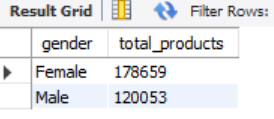 Result Grid Filter Rows:
gender total_products
Female 178659
Male 120053